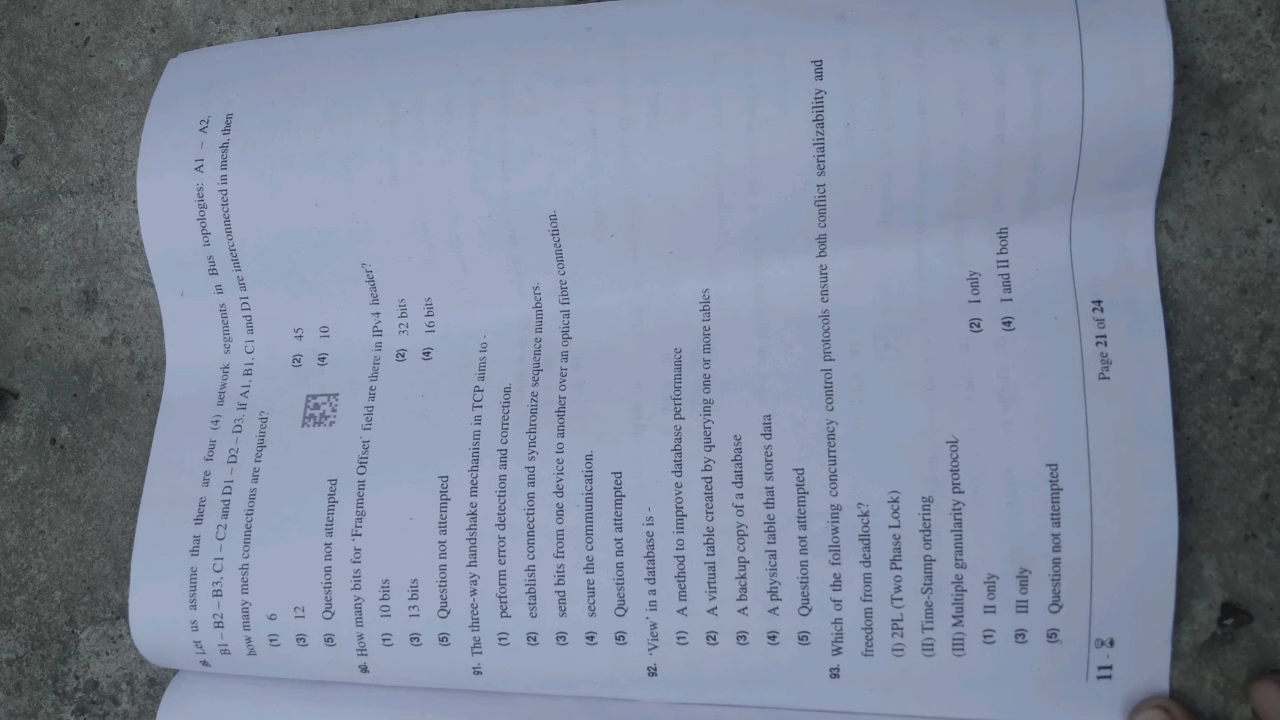 Let us assume that there are four (4) network segments in Bus topologies: A1 – A2,
B1 – B2 – B3, C1 – C2 and D1 – D2 – D3. If A1, B1, C1 and D1 are interconnected in mesh, then
how many mesh connections are required?
(1) 6 (2) 45
(3) 12 (4) 10
(5) Question not attempted
90. How many bits for 'Fragment Offset' field are there in IPv4 header?
(1) 10 bits (2) 32 bits
(3) 13 bits (4) 16 bits
(5) Question not attempted
91. The three-way handshake mechanism in TCP aims to -
(1) perform error detection and correction.
(2) establish connection and synchronize sequence numbers.
(3) send bits from one device to another over an optical fibre connection.
(4) secure the communication.
(5) Question not attempted
92. 'View' in a database is -
(1) A method to improve database performance
(2) A virtual table created by querying one or more tables
(3) A backup copy of a database
(4) A physical table that stores data
(5) Question not attempted
93. Which of the following concurrency control protocols ensure both conflict serializability and
freedom from deadlock?
(I) 2PL (Two Phase Lock)
(II) Time-Stamp ordering
(III) Multiple granularity protocol
(1) II only (2) I only
(3) III only (4) I and II both
(5) Question not attempted
11 - Page 21 of 24